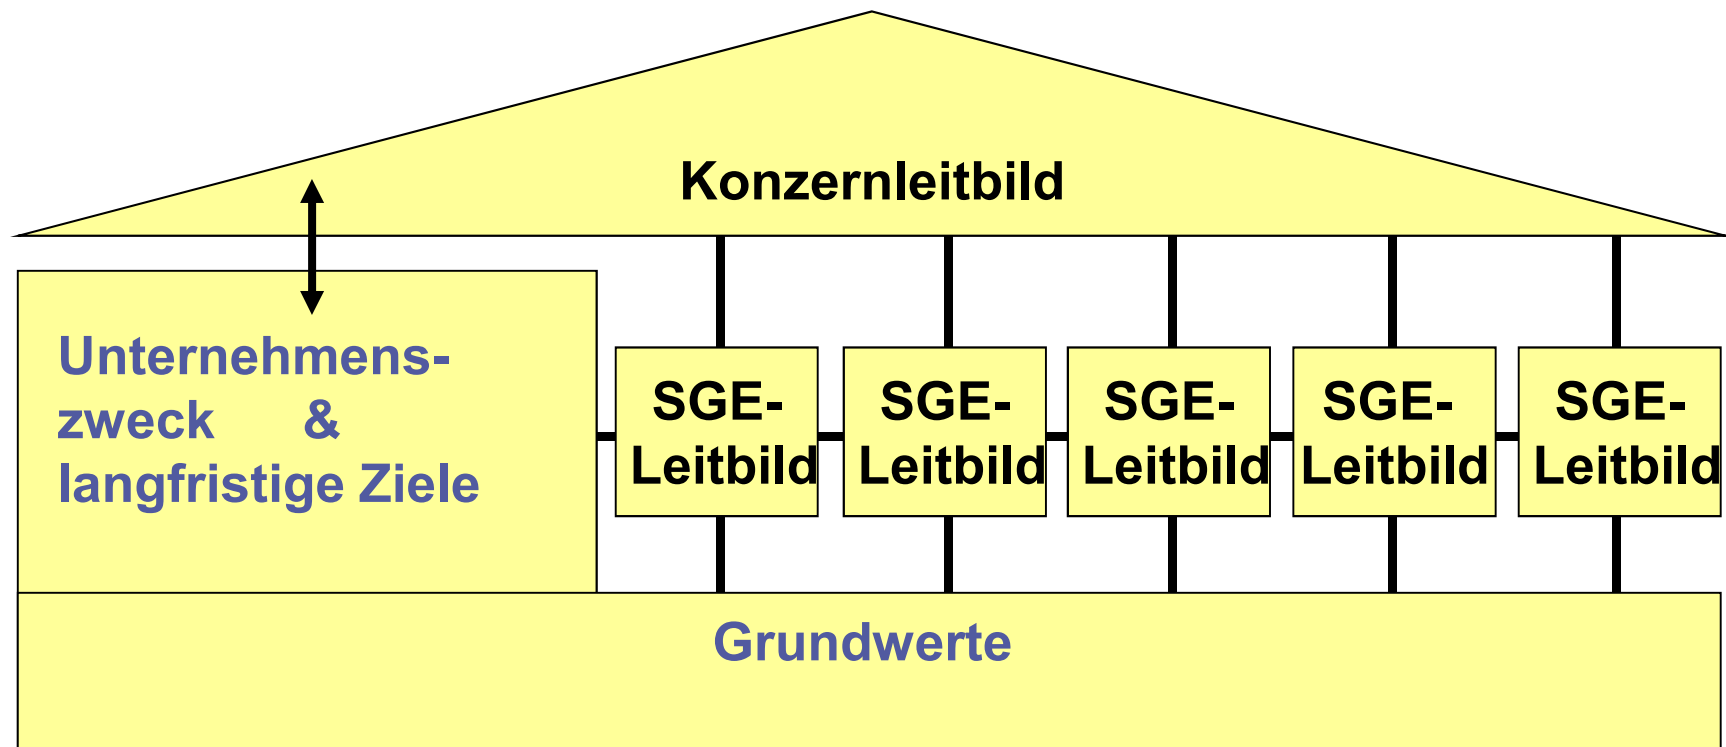 Konzernleitbild
Unternehmens-
zweck & 
langfristige Ziele
SGE-
Leitbild
SGE-
Leitbild
SGE-
Leitbild
SGE-
Leitbild
SGE-
Leitbild
Grundwerte